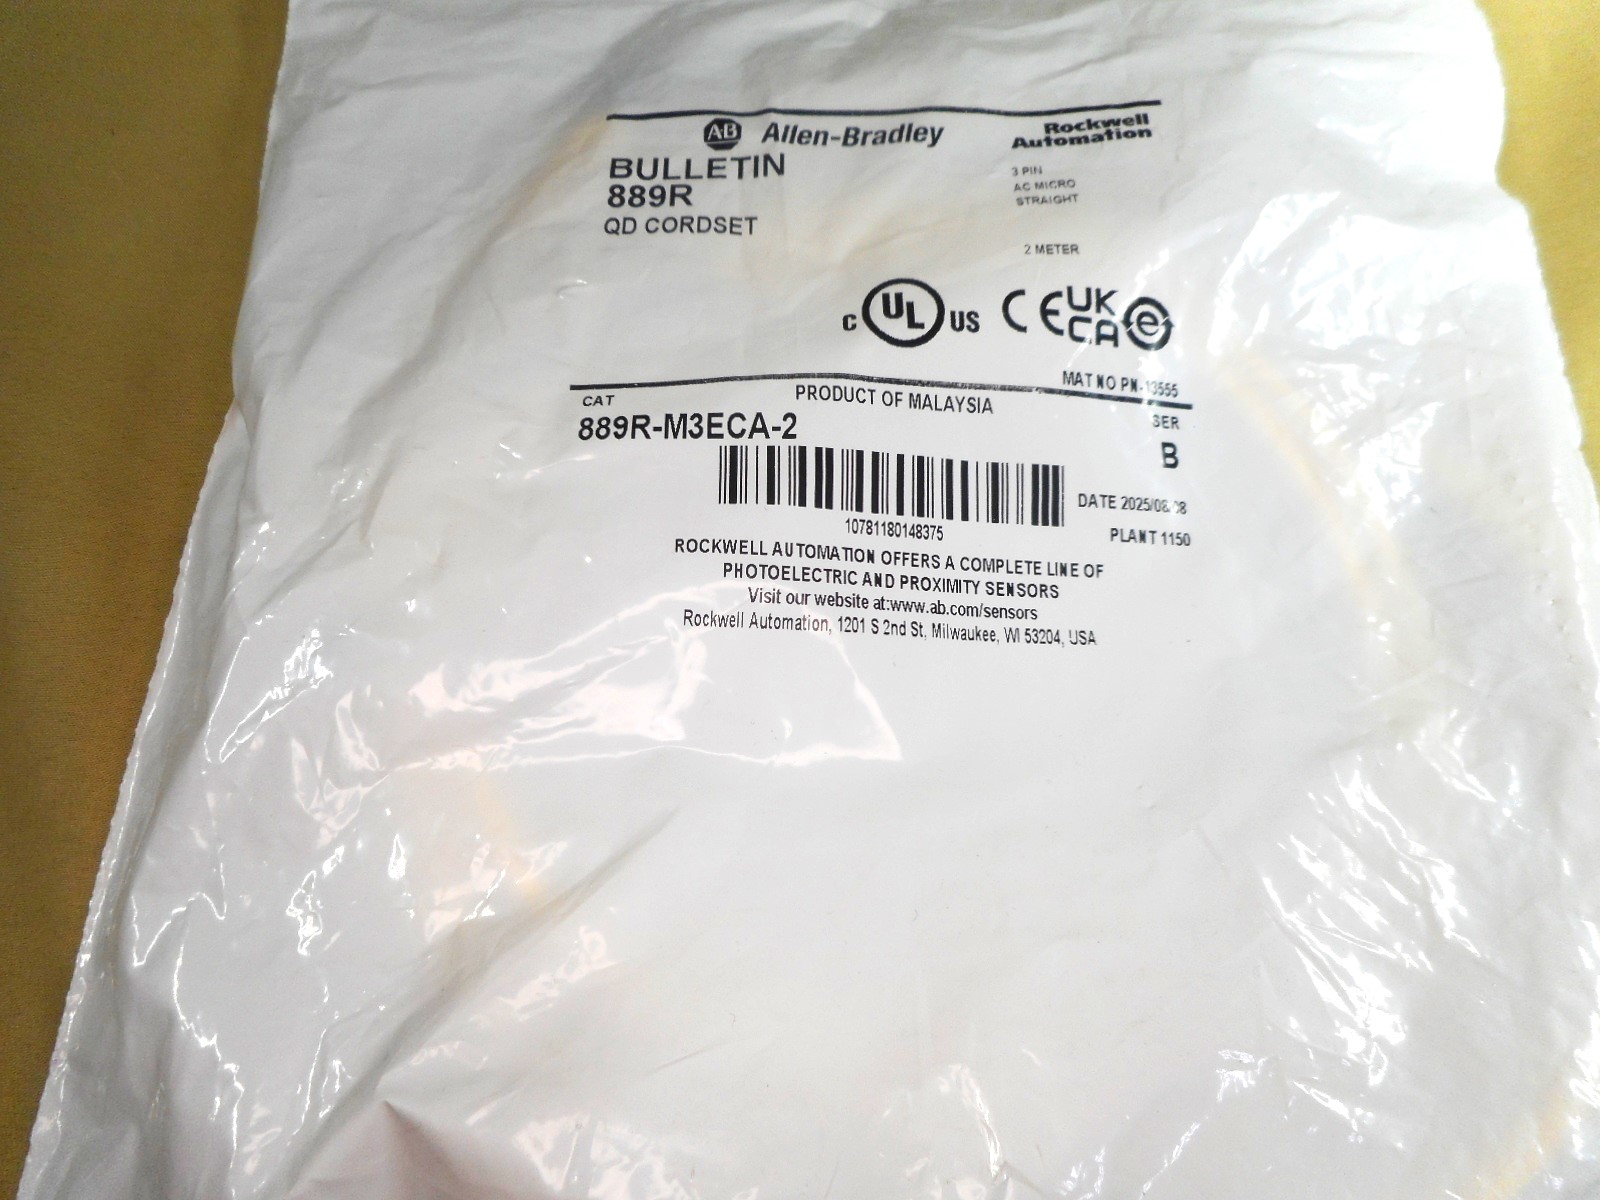 AB Allen-Bradley
Rockwell
Automation
BULLETIN
889R
QD CORDSET
3 PIN
AC MICRO
STRAIGHT
2 METER
C UL US CE UK CA e
MAT NO PN-13555
CAT
PRODUCT OF MALAYSIA
SER
889R-M3ECA-2
B
DATE
PLANT 1150
10781180148375
ROCKWELL AUTOMATION OFFERS A COMPLETE LINE OF
PHOTOELECTRIC AND PROXIMITY SENSORS
Visit our website at:www.ab.com/sensors
Rockwell Automation, 1201 S 2nd St, Milwaukee, WI 53204, USA